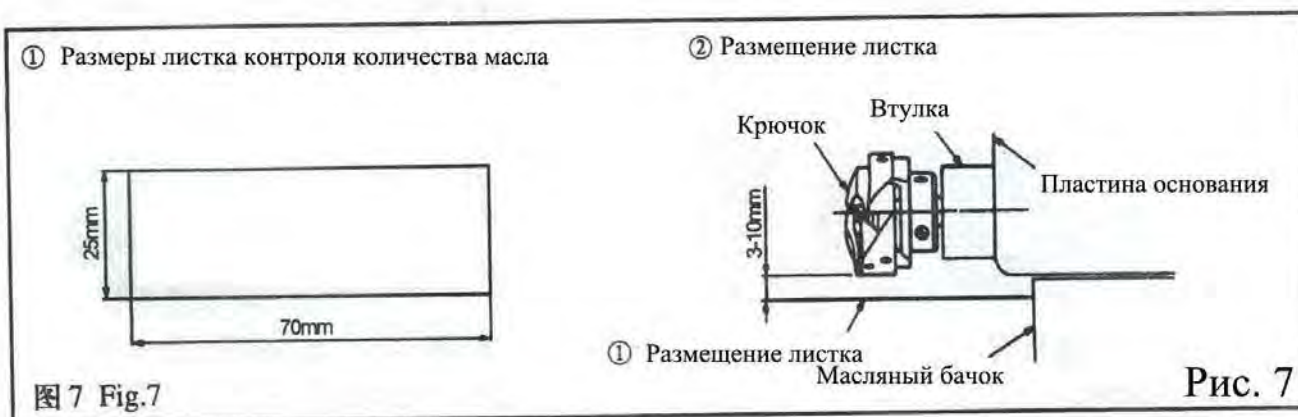 ① Размеры листка контроля количества масла
② Размещение листка
Крючок
Втулка
Пластина основания
25mm
3-10mm
70mm
① Размещение листка
Масляный бачок
图 7 Fig.7
Рис. 7